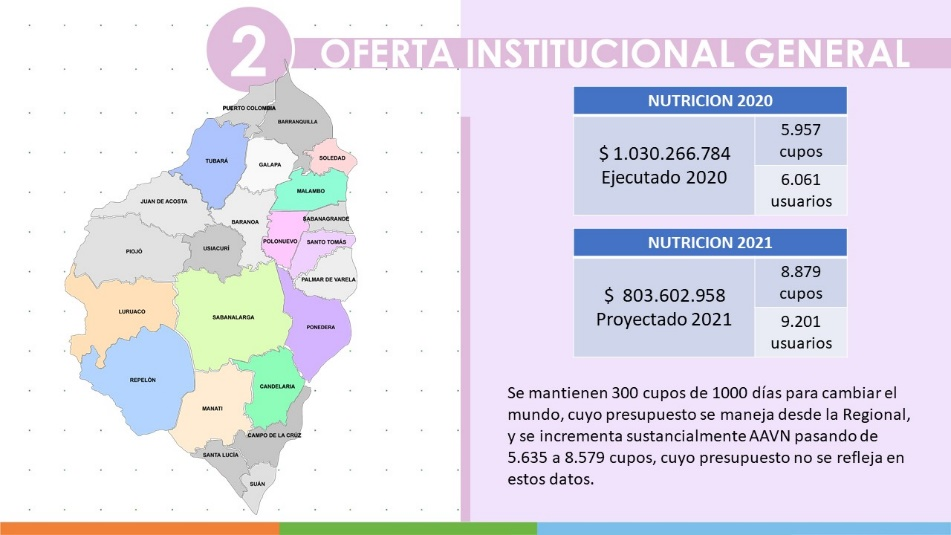 2 OFERTA INSTITUCIONAL GENERAL
PUERTO COLOMBIA
BARRANQUILLA
TUBARÁ
GALAPA
SOLEDAD
MALAMBO
JUAN DE ACOSTA
BARANOA
SABANAGRANDE
PIOJÓ
USIACURÍ
POLONUEVO
SANTO TOMÁS
PALMAR DE VARELA
LURUACO
SABANALARGA
PONEDERA
REPELÓN
CANDELARIA
MANATI
CAMPO DE LA CRUZ
SANTA LUCÍA
SUÁN
NUTRICION 2020
$ 1.030.266.784
Ejecutado 2020
5.957
cupos
6.061
usuarios
NUTRICION 2021
$ 803.602.958
Proyectado 2021
8.879
cupos
9.201
usuarios
Se mantienen 300 cupos de 1000 días para cambiar el
mundo, cuyo presupuesto se maneja desde la Regional,
y se incrementa sustancialmente AAVN pasando de
5.635 a 8.579 cupos, cuyo presupuesto no se refleja en
estos datos.